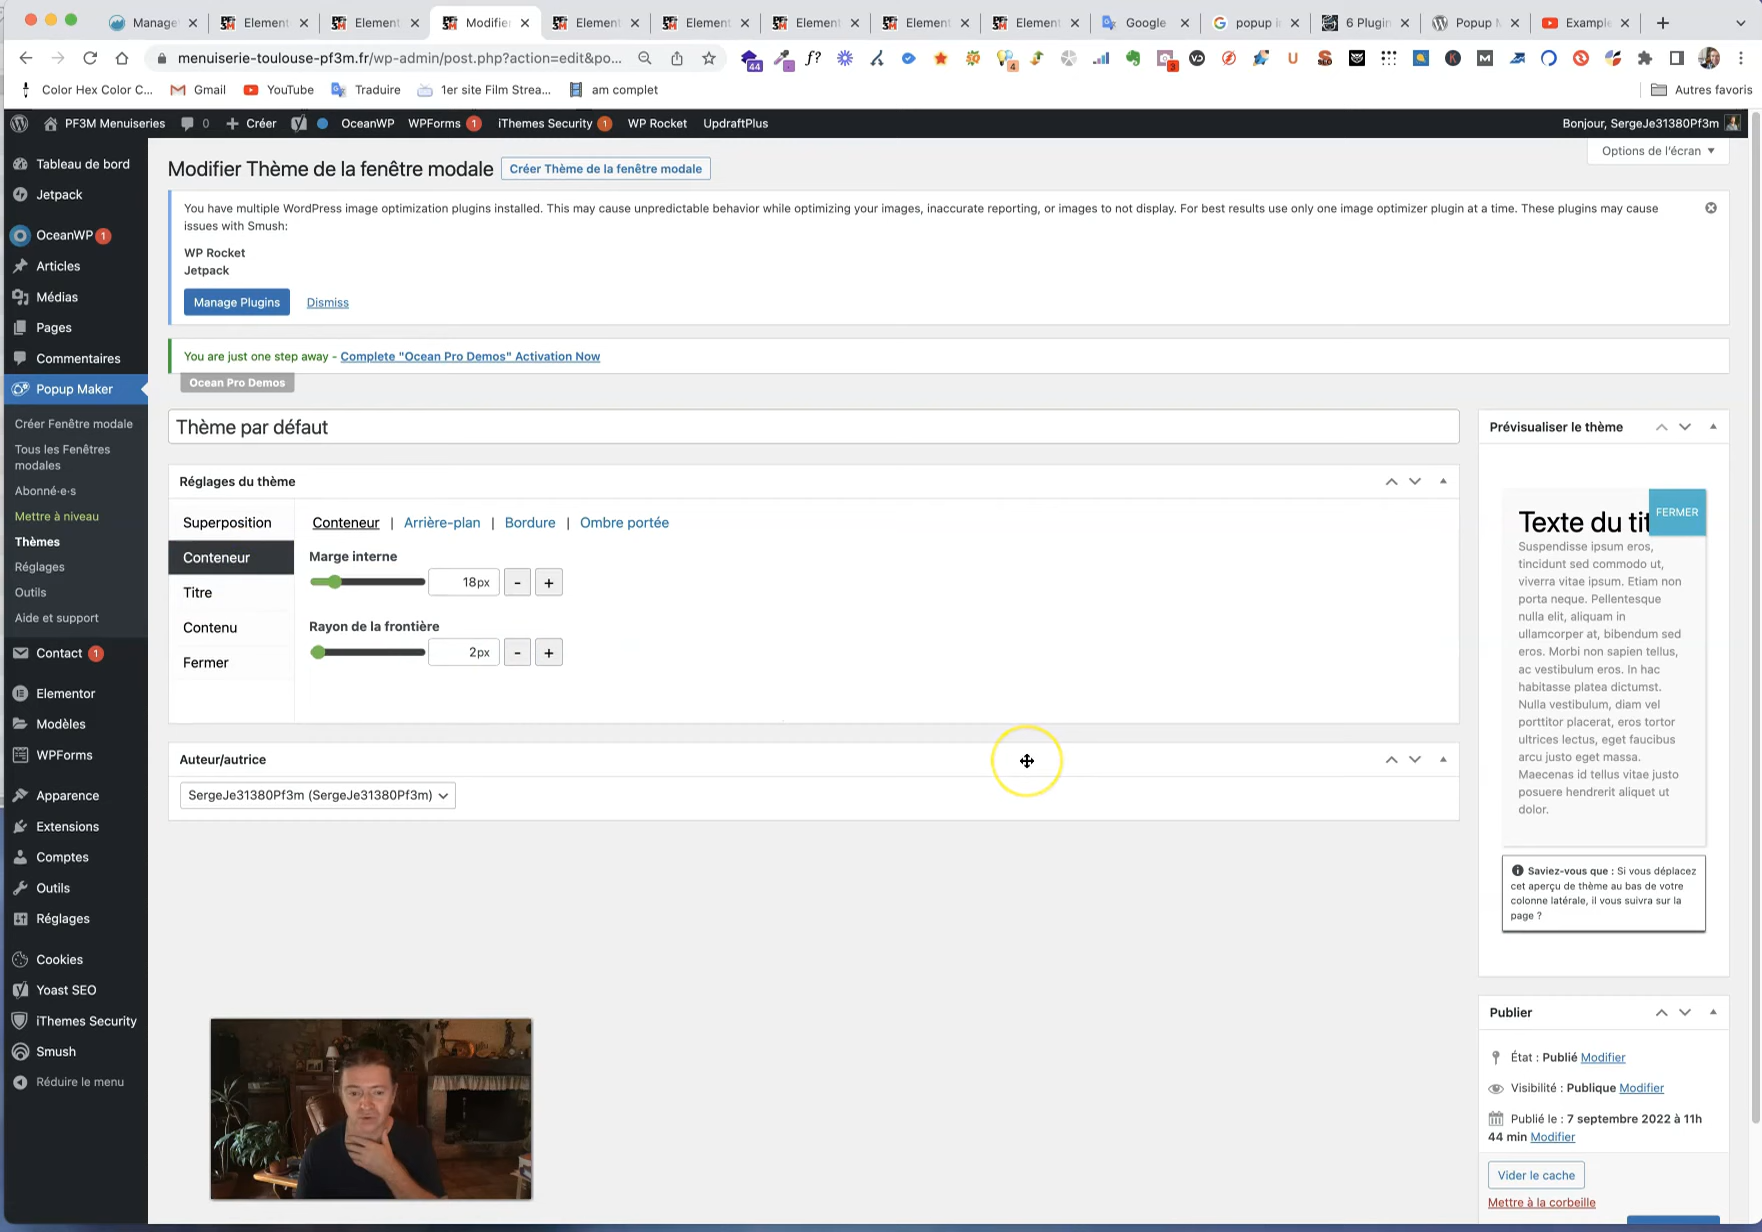 Manage
Element
Element
Modifier
Element
Element
Element
Element
Element
Google
popup i
6 Plugin
Popup M
Example
menuiserie-toulouse-pf3m.fr/wp-admin/post.php?action=edit&po...
44
f?
4
3
Color Hex Color C...
Gmail
YouTube
Traduire
1er site Film Strea...
am complet
Autres favoris
PF3M Menuiseries
0
Créer
OceanWP
WPForms 1
iThemes Security 1
WP Rocket
UpdraftPlus
Bonjour, SergeJe31380Pf3m
Tableau de bord
Jetpack
OceanWP 1
Articles
Médias
Pages
Commentaires
Popup Maker
Créer Fenêtre modale
Tous les Fenêtres
modales
Abonné·e·s
Mettre à niveau
Thèmes
Réglages
Outils
Aide et support
Contact 1
Elementor
Modèles
WPForms
Apparence
Extensions
Comptes
Outils
Réglages
Cookies
Yoast SEO
iThemes Security
Smush
Réduire le menu
Options de l'écran
Modifier Thème de la fenêtre modale
Créer Thème de la fenêtre modale
You have multiple WordPress image optimization plugins installed. This may cause unpredictable behavior while optimizing your images, inaccurate reporting, or images to not display. For best results use only one image optimizer plugin at a time. These plugins may cause
issues with Smush:
WP Rocket
Jetpack
Manage Plugins
Dismiss
You are just one step away - Complete "Ocean Pro Demos" Activation Now
Ocean Pro Demos
Thème par défaut
Réglages du thème
Superposition
Conteneur
Titre
Contenu
Fermer
Conteneur | Arrière-plan | Bordure | Ombre portée
Marge interne
18px
-
+
Rayon de la frontière
2px
-
+
Auteur/autrice
SergeJe31380Pf3m (SergeJe31380Pf3m)
Prévisualiser le thème
Texte du tit
FERMER
Suspendisse ipsum eros,
tincidunt sed commodo ut,
viverra vitae ipsum. Etiam non
porta neque. Pellentesque
nulla elit, aliquam in
ullamcorper at, bibendum sed
eros. Morbi non sapien tellus,
ac vestibulum eros. In hac
habitasse platea dictumst.
Nulla vestibulum, diam vel
porttitor placerat, eros tortor
ultrices lectus, eget faucibus
arcu justo eget massa.
Maecenas id tellus vitae justo
posuere hendrerit aliquet ut
dolor.
Saviez-vous que : Si vous déplacez
cet aperçu de thème au bas de votre
colonne latérale, il vous suivra sur la
page ?
Publier
État : Publié Modifier
Visibilité : Publique Modifier
Publié le : 7 septembre 2022 à 11h
44 min Modifier
Vider le cache
Mettre à la corbeille